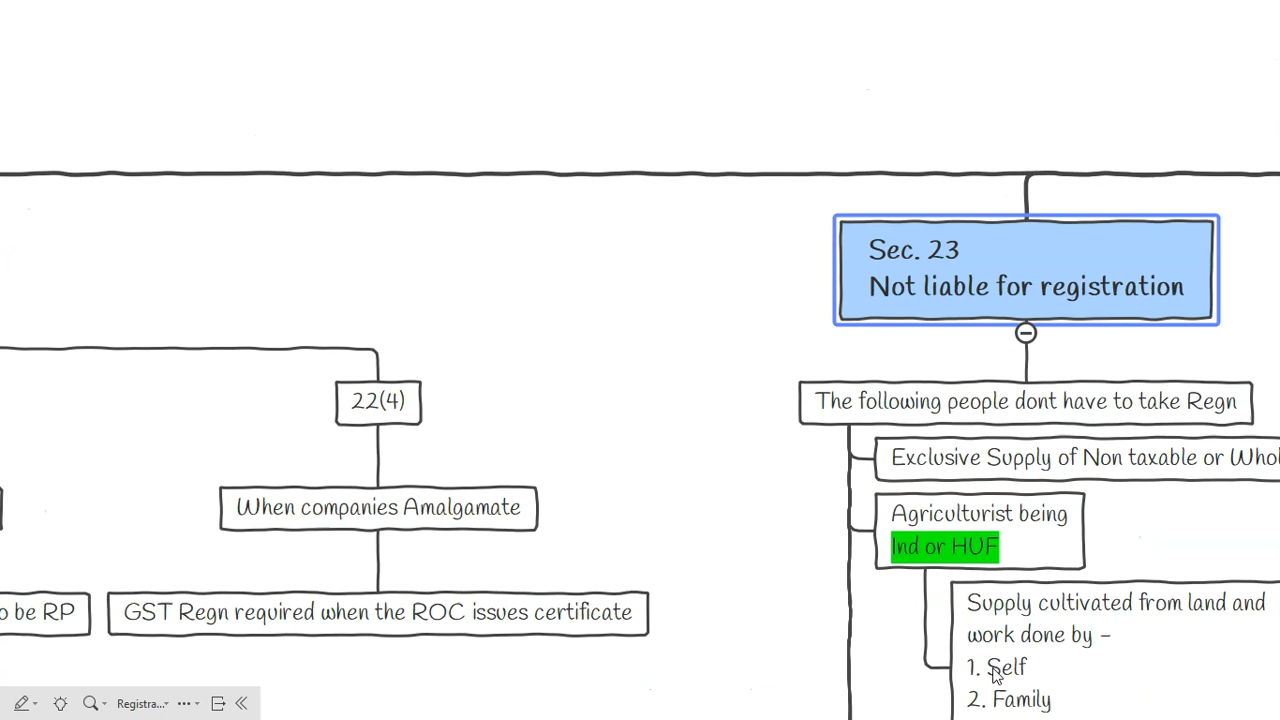 Sec. 23
Not liable for registration
22(4)
The following people dont have to take Regn
Exclusive Supply of Non taxable or
When companies Amalgamate
Agriculturist being
Ind or HUF
to be RP
GST Regn required when the ROC issues certificate
Supply cultivated from land and
work done by –
1. Self
2. Family
Registra...